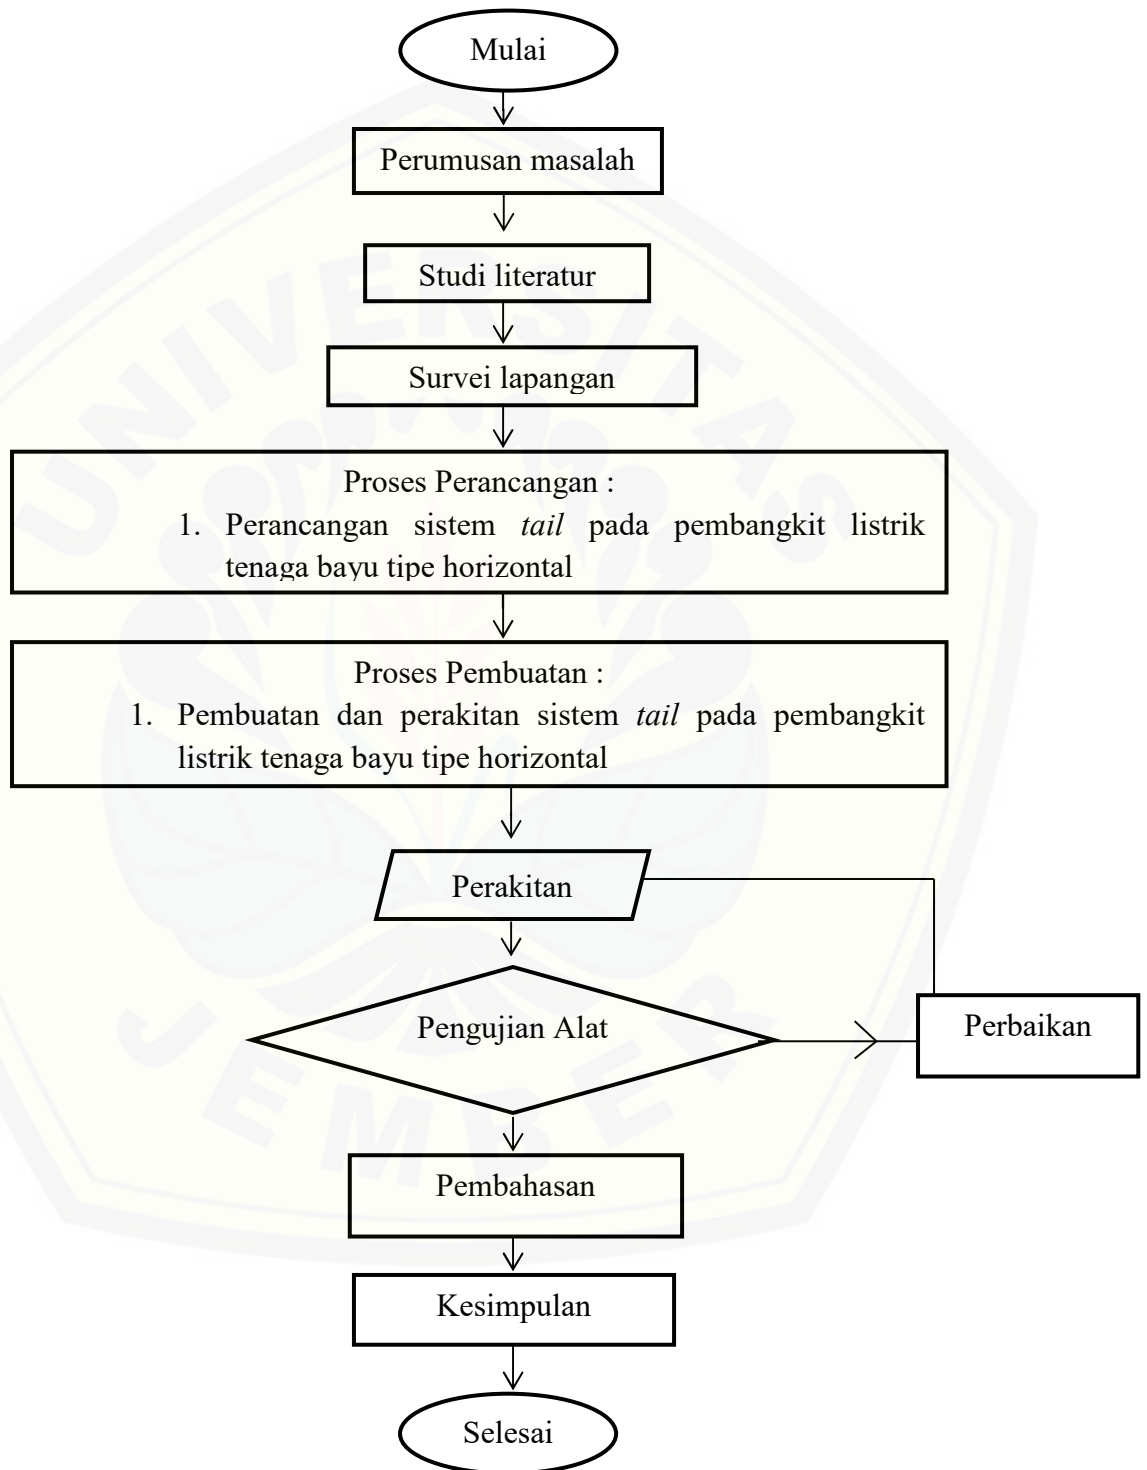 Mulai
Perumusan masalah
Studi literatur
Survei lapangan
Proses Perancangan :
1. Perancangan sistem tail pada pembangkit listrik
tenaga bayu tipe horizontal
Proses Pembuatan :
1. Pembuatan dan perakitan sistem tail pada pembangkit
listrik tenaga bayu tipe horizontal
Perakitan
Pengujian Alat
Perbaikan
Pembahasan
Kesimpulan
Selesai
UNIVERSITAS
JEMBER